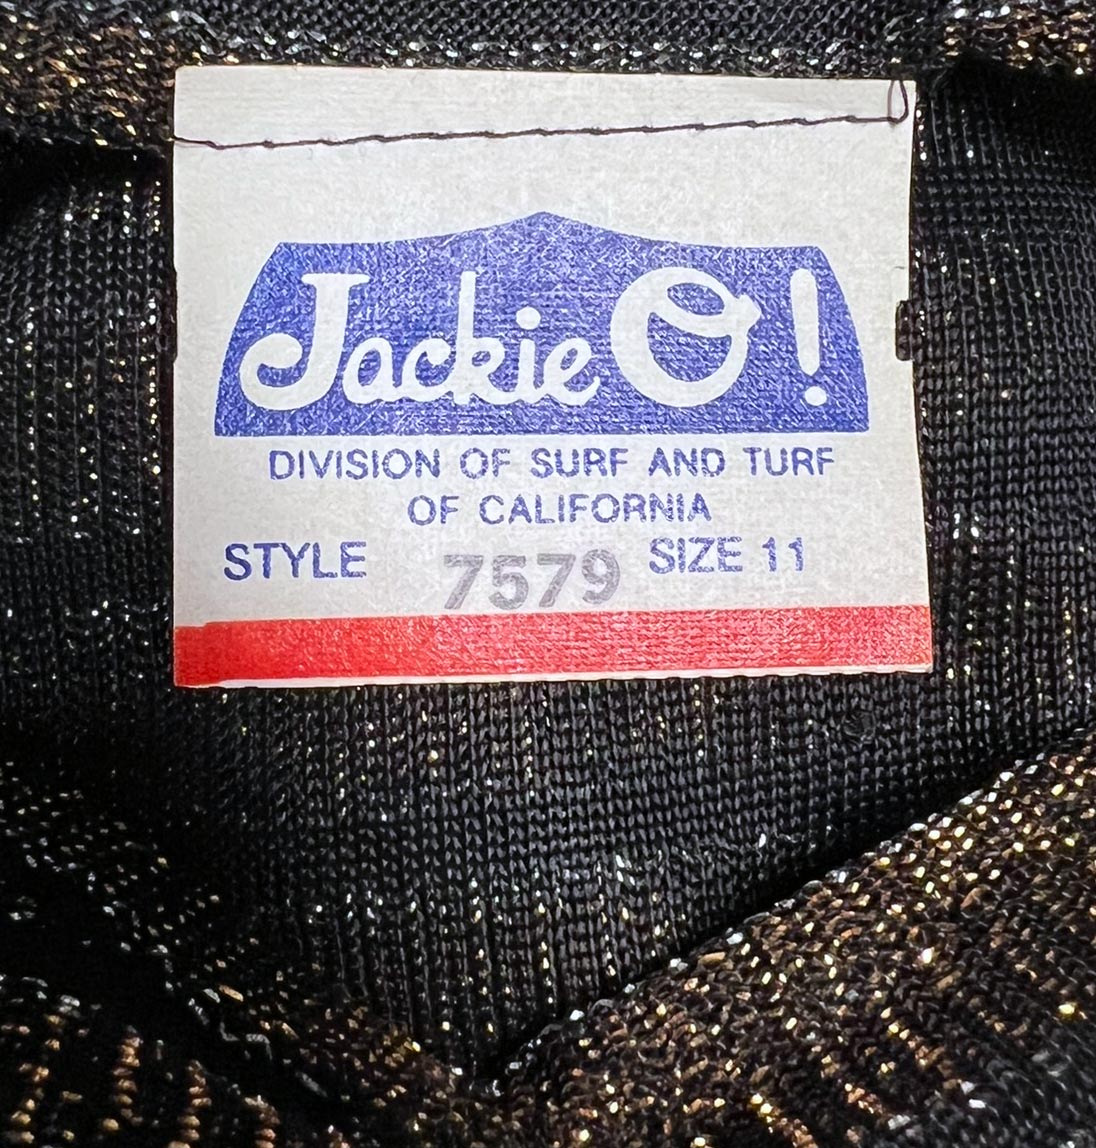 Jackie O!
DIVISION OF SURF AND TURF
OF CALIFORNIA
STYLE 7579 SIZE 11